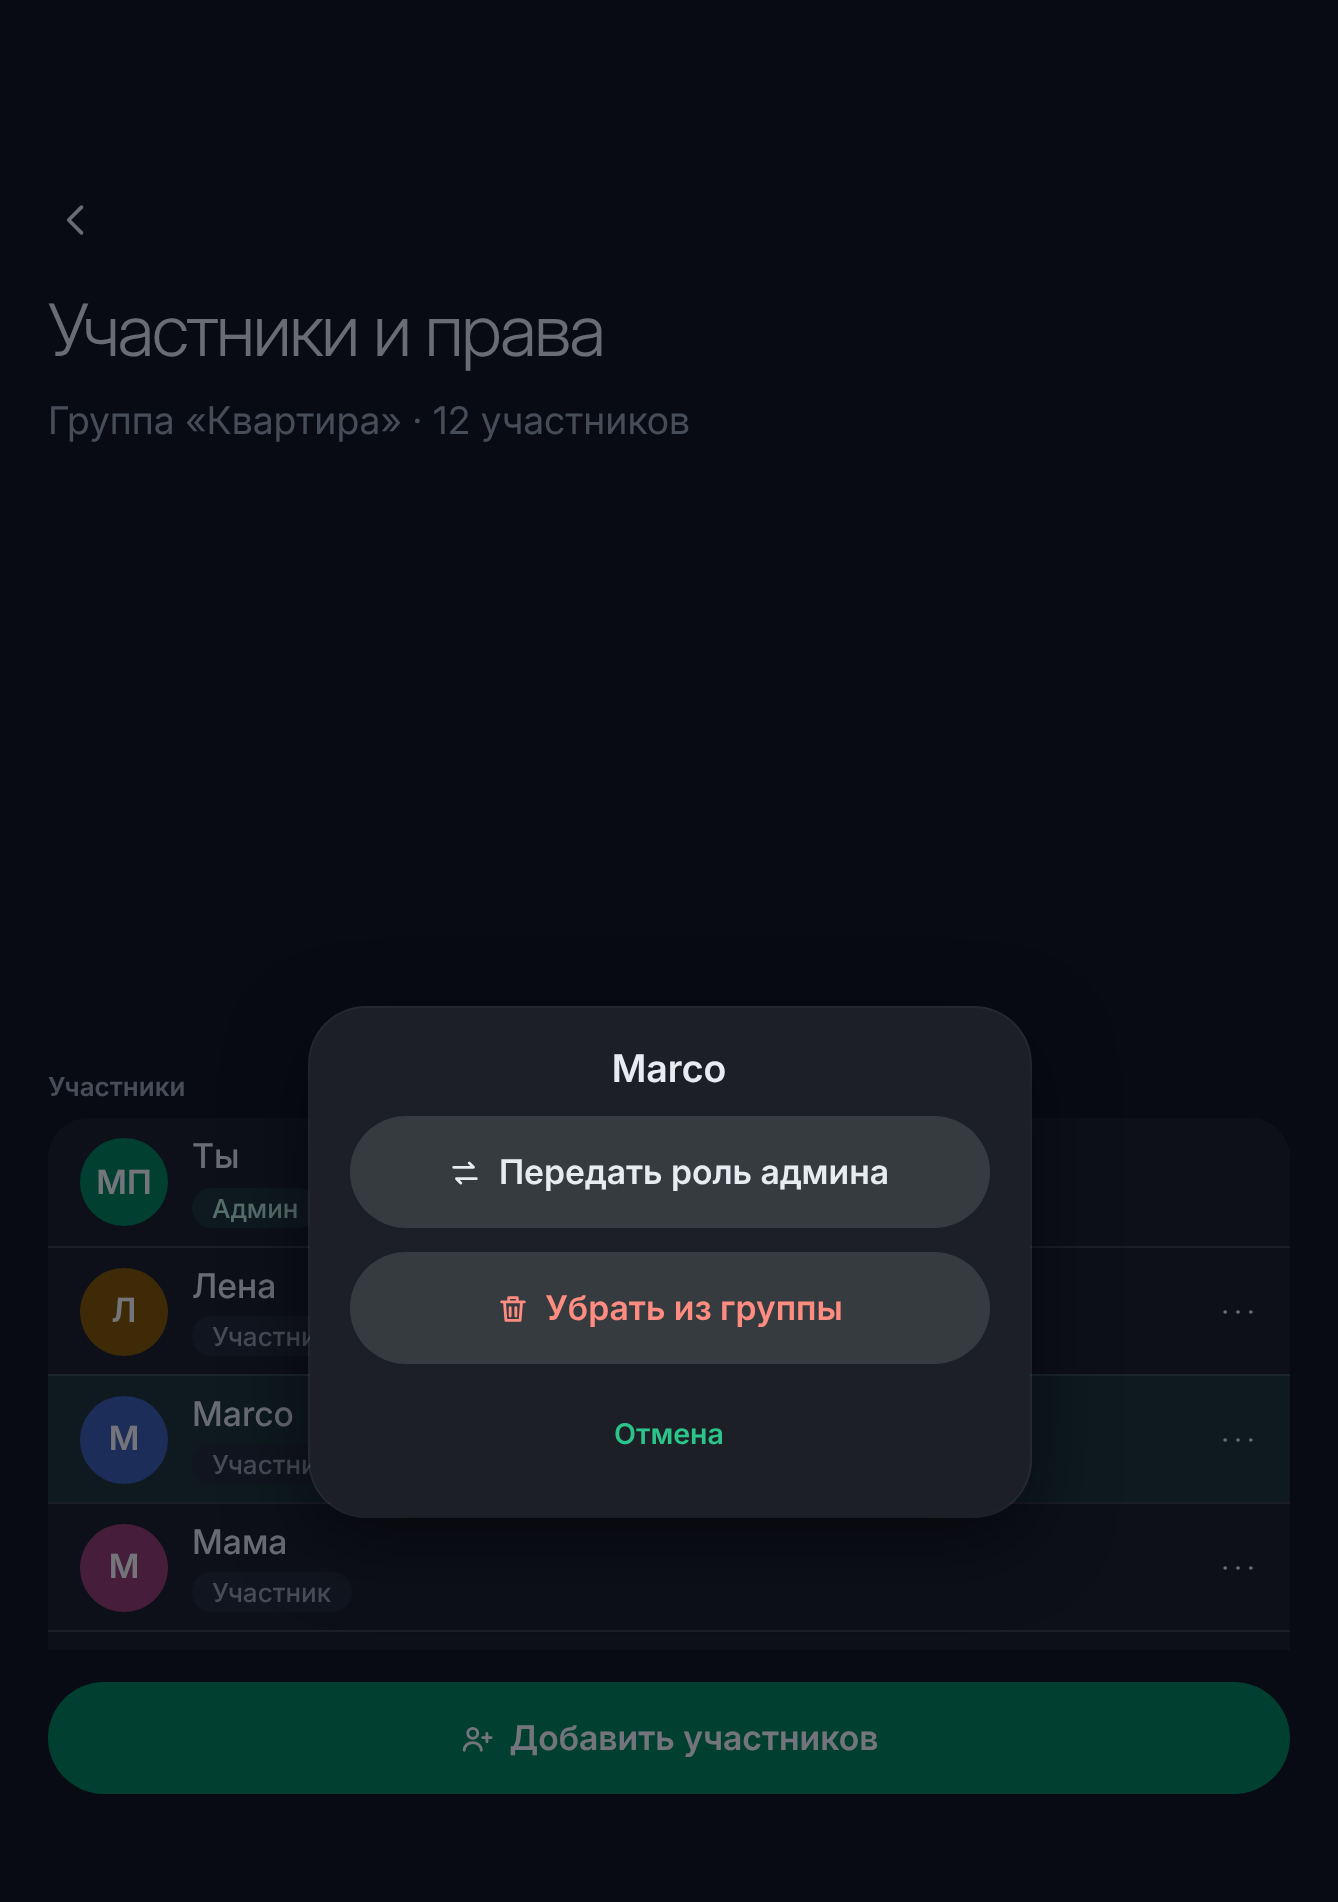 Участники и права
Группа «Квартира» · 12 участников
Участники
МП
Ты
Админ
Л
Лена
М
Marco
М
Мама
Участник
Marco
Передать роль админа
Убрать из группы
Отмена
Добавить участников